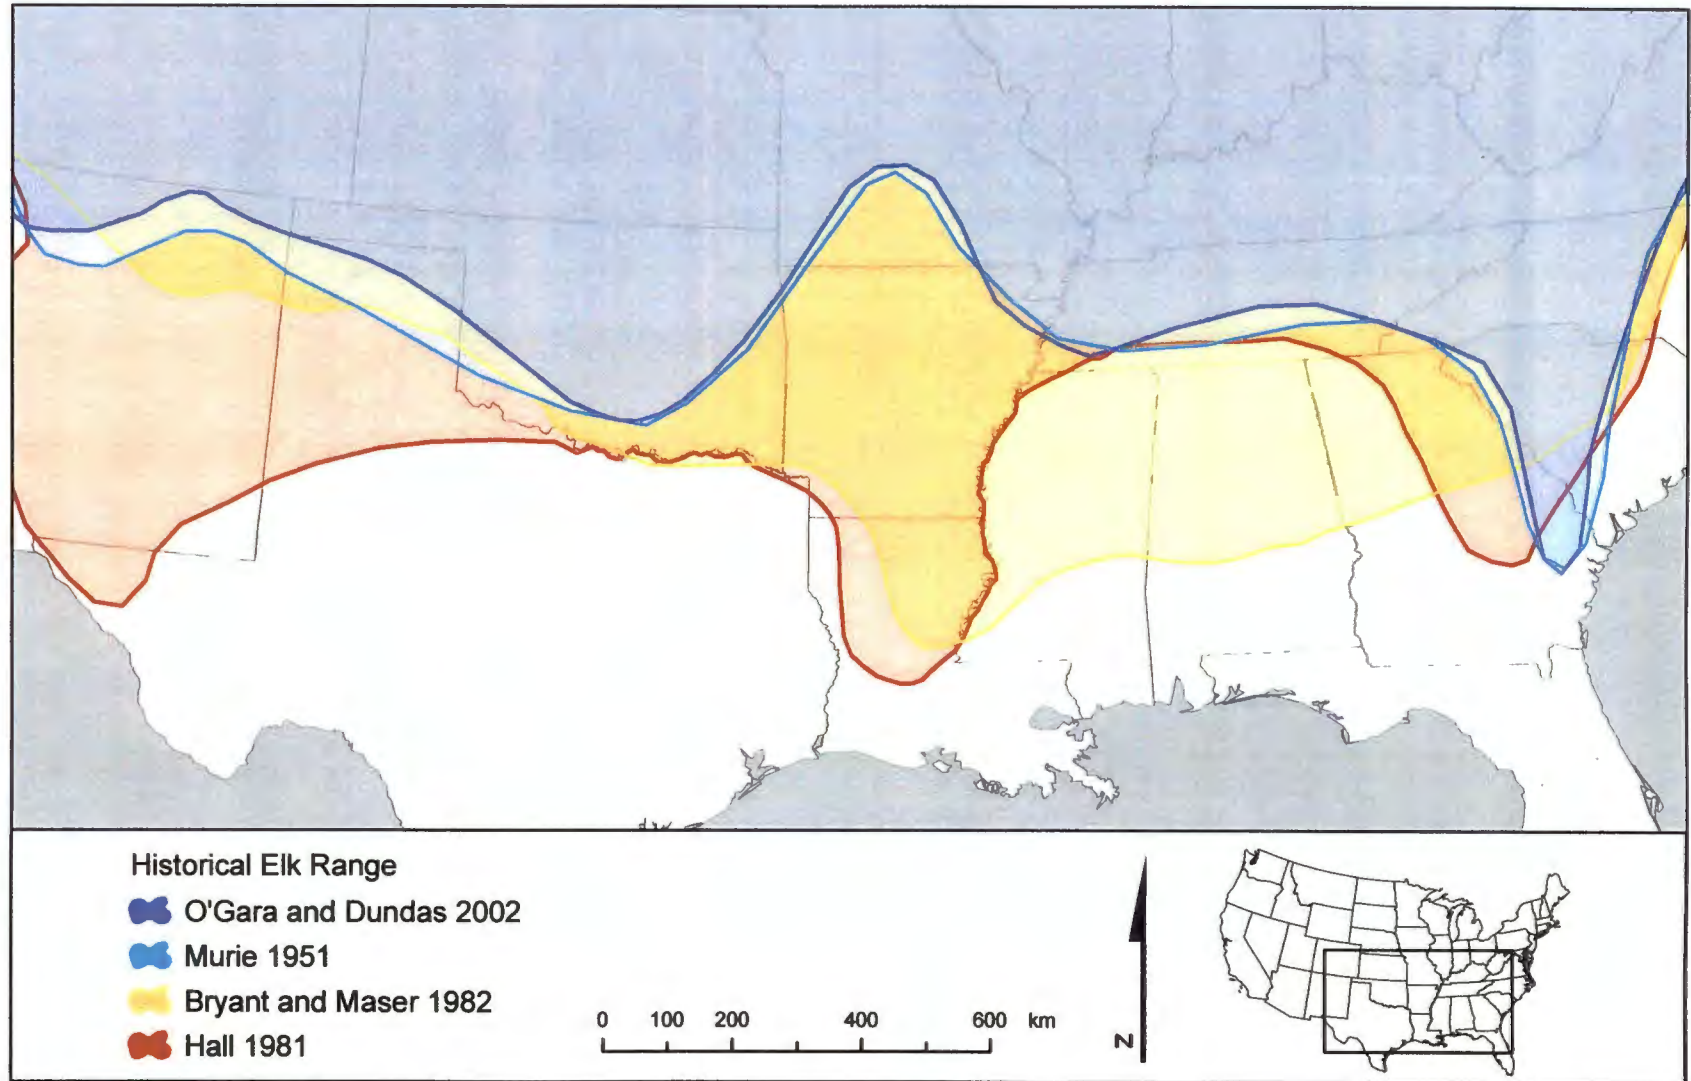 Historical Elk Range
O'Gara and Dundas 2002
Murie 1951
Bryant and Maser 1982
Hall 1981
0 100 200 400 600 km
N